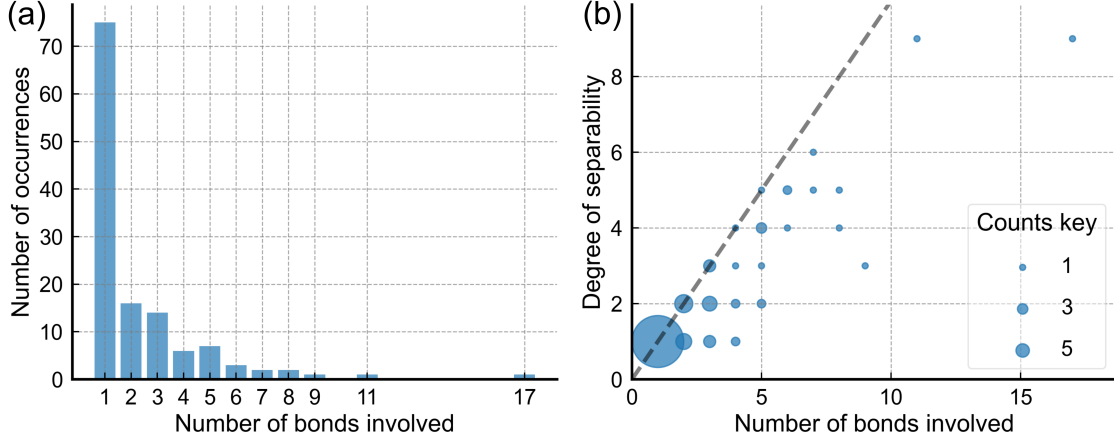 (a)
Number of occurrences
70
60
50
40
30
20
10
0
1 2 3 4 5 6 7 8 9 11 17
Number of bonds involved
(b)
Degree of separability
8
6
4
2
0
0 5 10 15
Number of bonds involved
Counts key
1
3
5